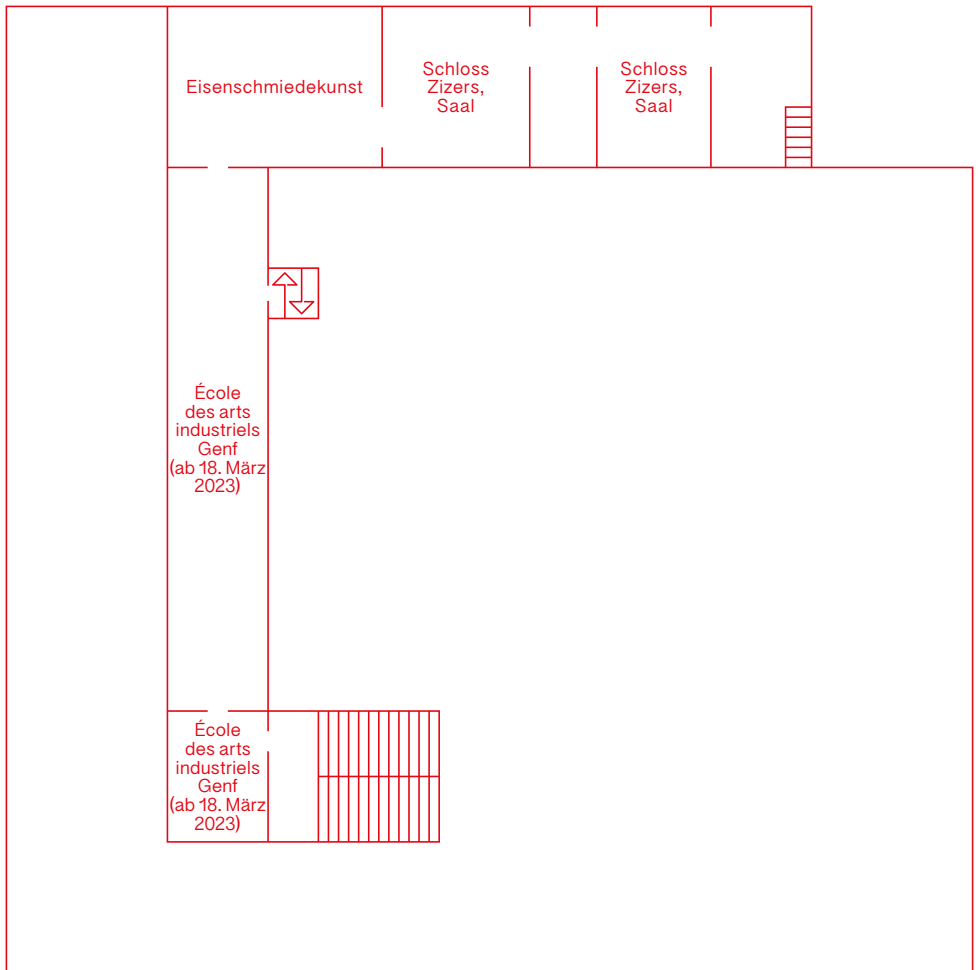 Eisenschmiedekunst
Schloss
Zizers,
Saal
Schloss
Zizers,
Saal
École
des arts
industriels
Genf
(ab 18. März
2023)
École
des arts
industriels
Genf
(ab 18. März
2023)